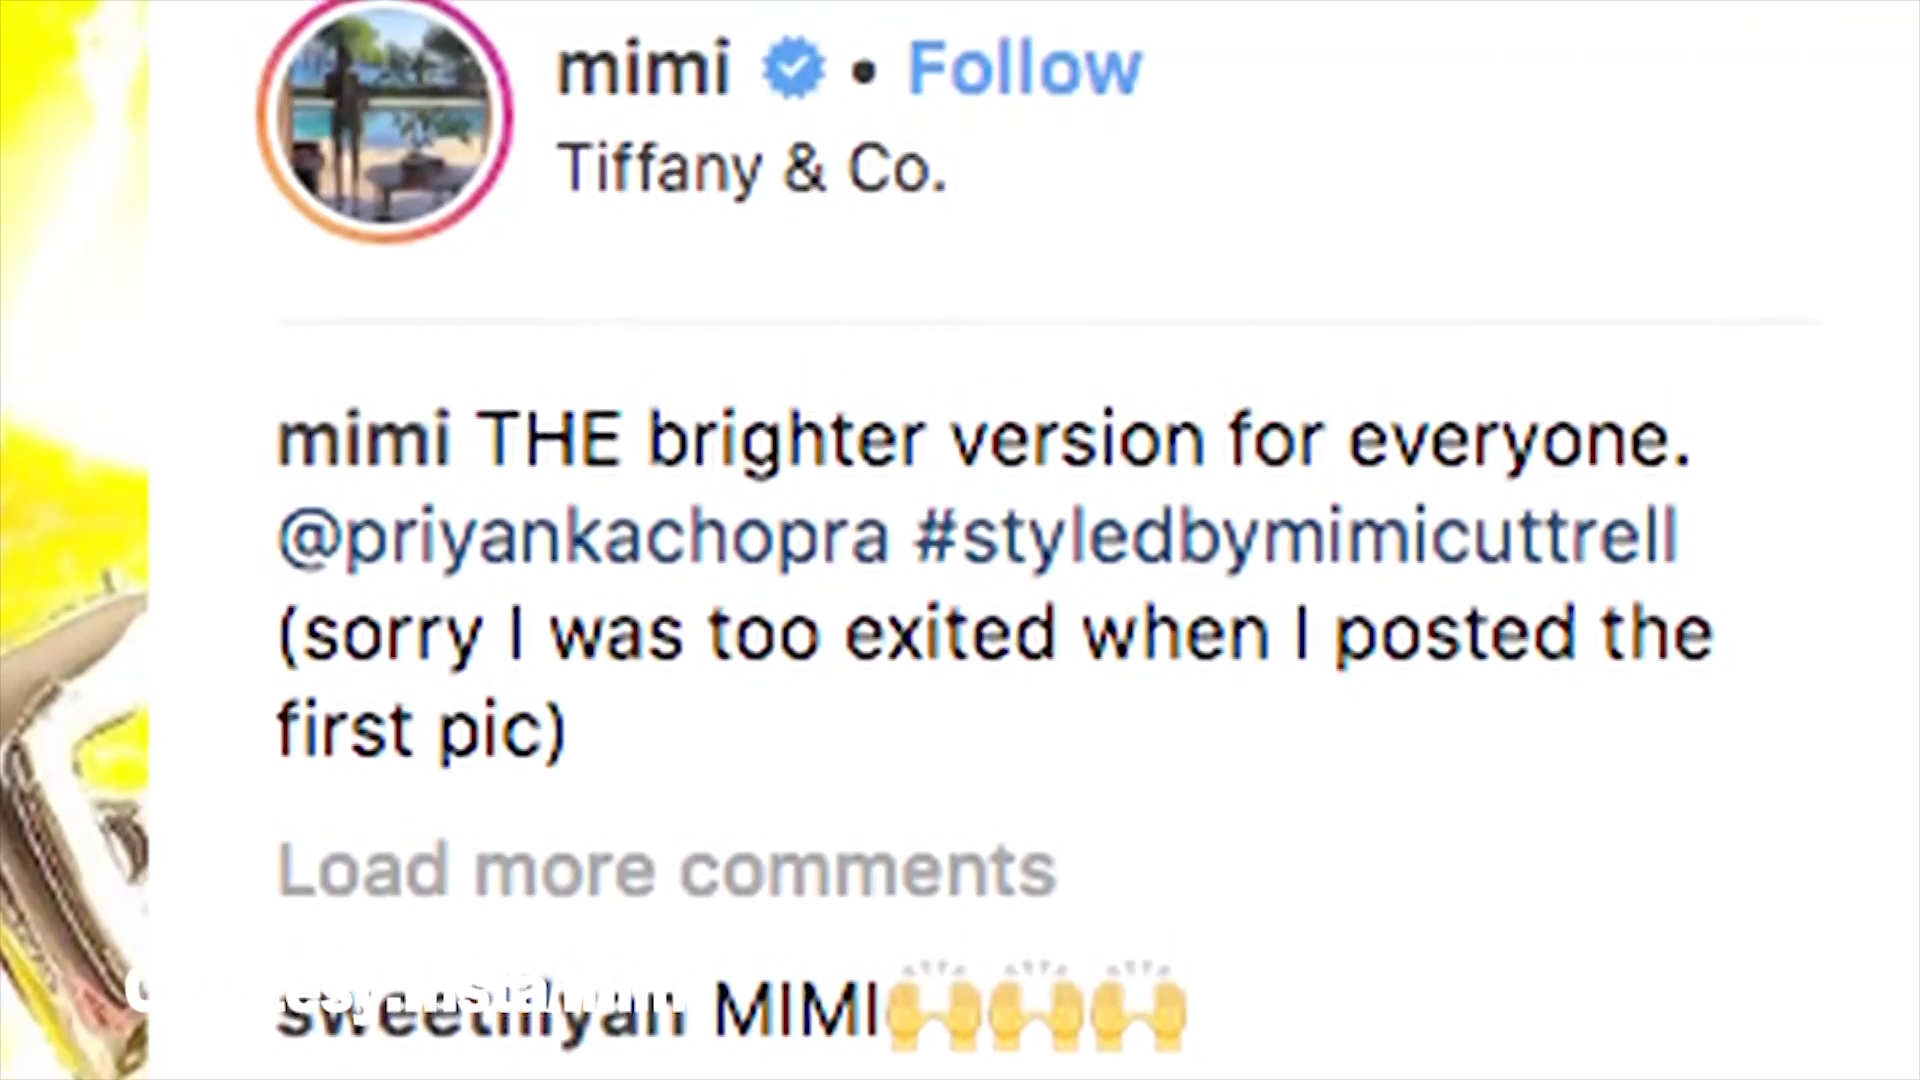 mimi • Follow
Tiffany & Co.
mimi THE brighter version for everyone.
@priyankachopra #styledbymimicuttrell
(sorry I was too exited when I posted the
first pic)
Load more comments
MIMI🙌🙌🙌